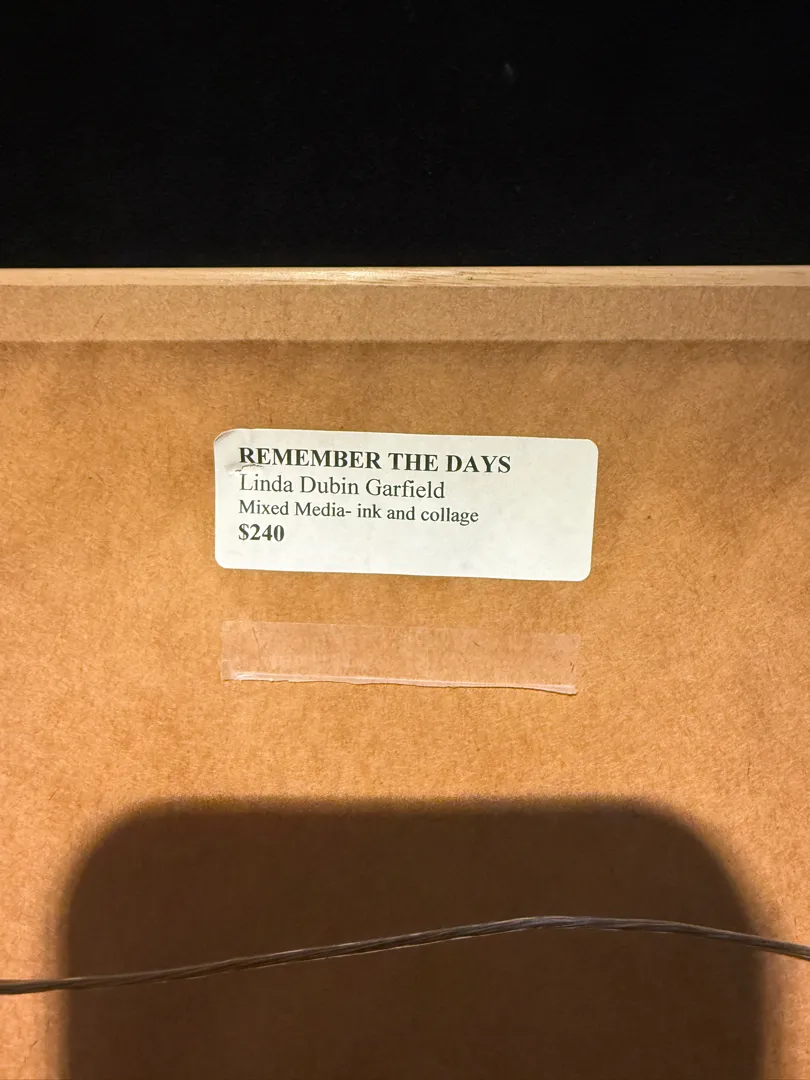 REMEMBER THE DAYS
Linda Dubin Garfield
Mixed Media- ink and collage
$240